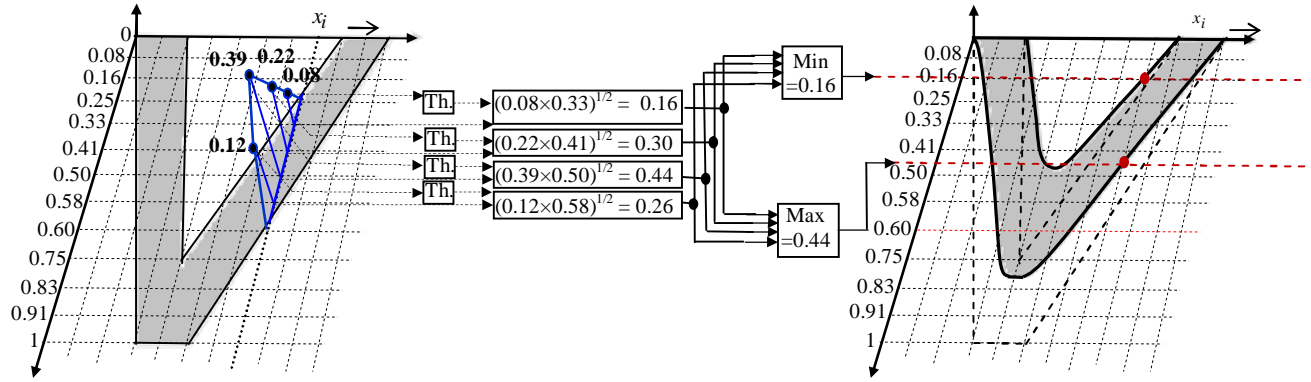 x_i
0
0.08
0.16
0.25
0.33
0.41
0.50
0.58
0.60
0.75
0.83
0.91
1
0.39
0.22
0.08
0.12
Th.
Th.
Th.
Th.
(0.08×0.33)^{1/2} = 0.16
(0.22×0.41)^{1/2} = 0.30
(0.39×0.50)^{1/2} = 0.44
(0.12×0.58)^{1/2} = 0.26
Min
=0.16
Max
=0.44
x_i
0.08
0.16
0.25
0.33
0.41
0.50
0.58
0.60
0.75
0.83
0.91
1